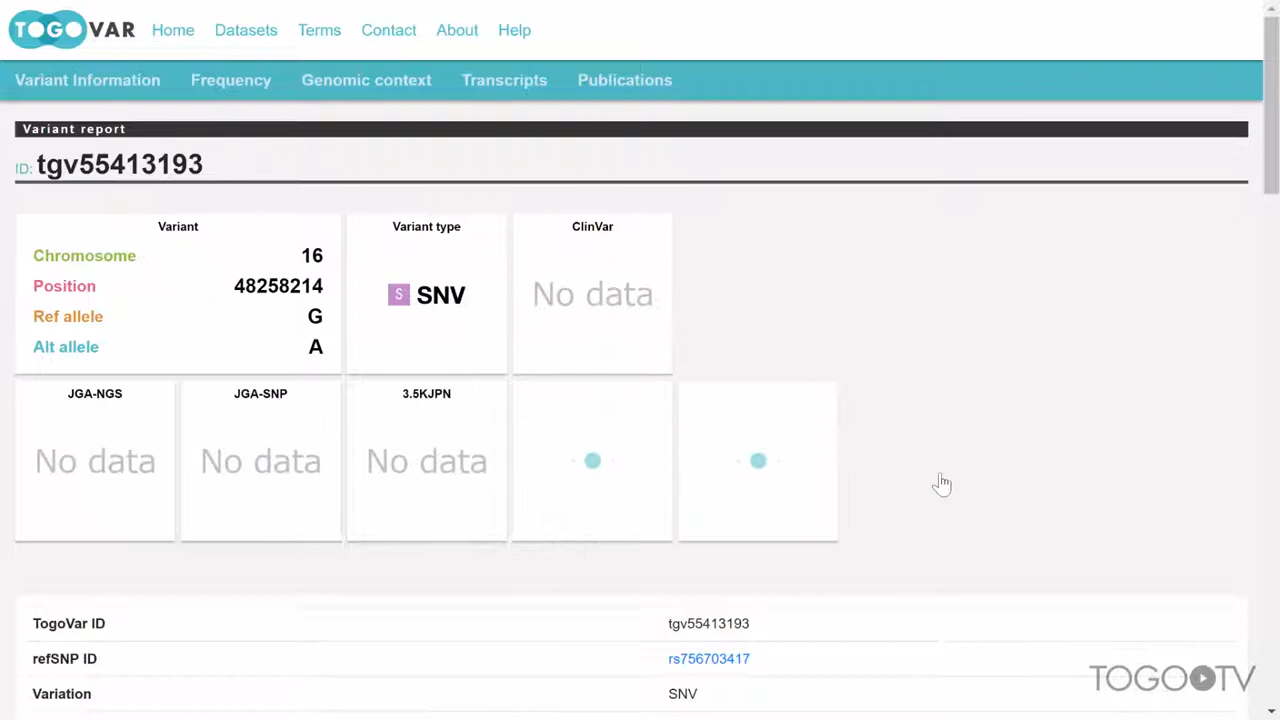 TOGOVAR Home Datasets Terms Contact About Help
Variant Information Frequency Genomic context Transcripts Publications
Variant report
ID: tgv55413193
Variant
Chromosome 16
Position 48258214
Ref allele G
Alt allele A
Variant type
S SNV
ClinVar
No data
JGA-NGS
No data
JGA-SNP
No data
3.5KJPN
No data
TogoVar ID tgv55413193
refSNP ID rs756703417
Variation SNV
TOGOTV